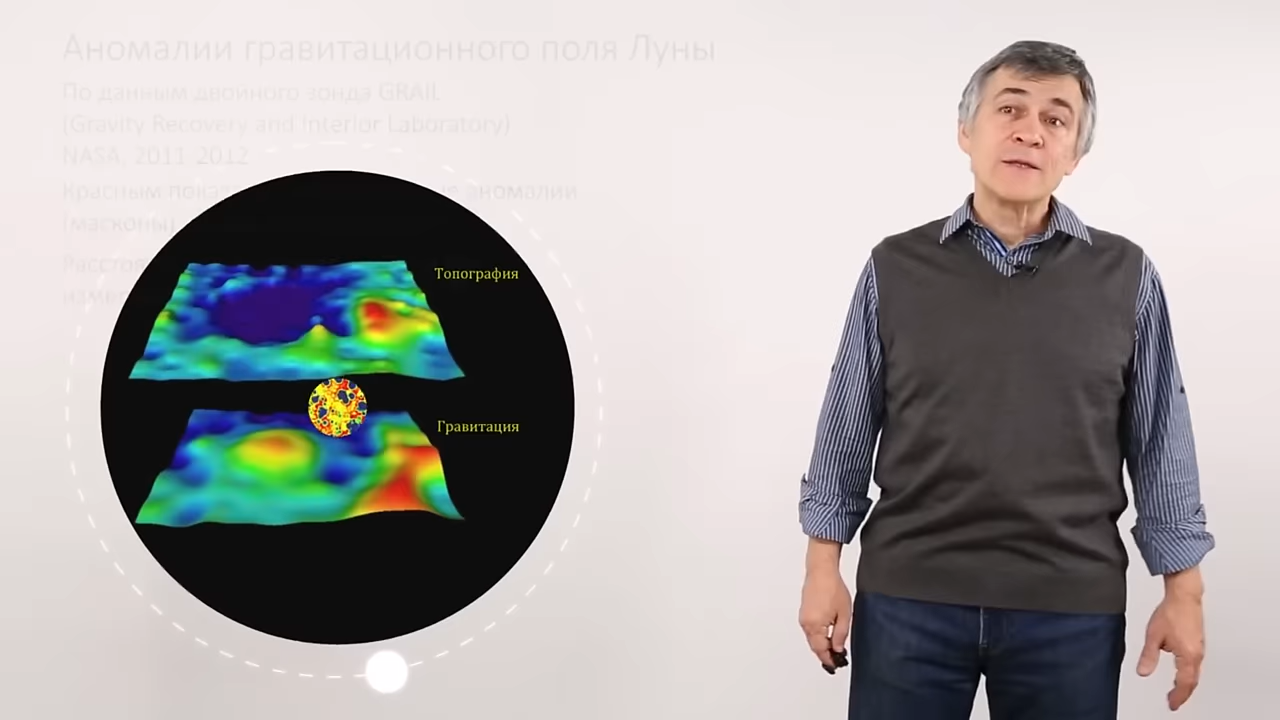 Аномалии гравитационного поля Луны
По данным двойного зонда GRAIL
(Gravity Recovery and Interior Laboratory)
NASA, 2011-2012
Красным аномалии
(масконы)
Топография
Гравитация